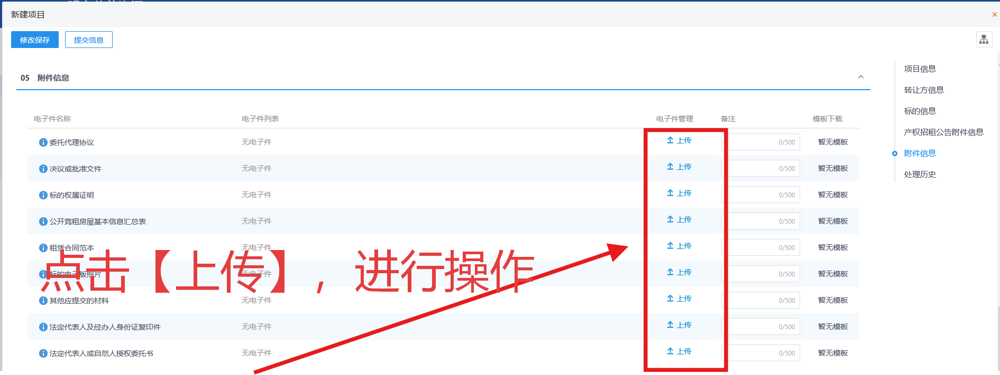 新建项目
修改保存 提交信息
05 附件信息
电子件名称 电子件列表 电子件管理 备注 模板下载
委托代理协议 无电子件 上传 0/500 暂无模板
决议或批准文件 无电子件 上传 0/500 暂无模板
标的权属证明 无电子件 上传 0/500 暂无模板
公开竞租房屋基本信息汇总表 无电子件 上传 0/500 暂无模板
租赁合同范本 无电子件 上传 0/500 暂无模板
标的电子版照片 无电子件 上传 0/500 暂无模板
其他应提交的材料 无电子件 上传 0/500 暂无模板
法定代表人及经办人身份证复印件 无电子件 上传 0/500 暂无模板
法定代表人或自然人授权委托书 无电子件 上传 0/500 暂无模板
点击【上传】，进行操作
项目信息
转让方信息
标的信息
产权招租公告附件信息
附件信息
处理历史